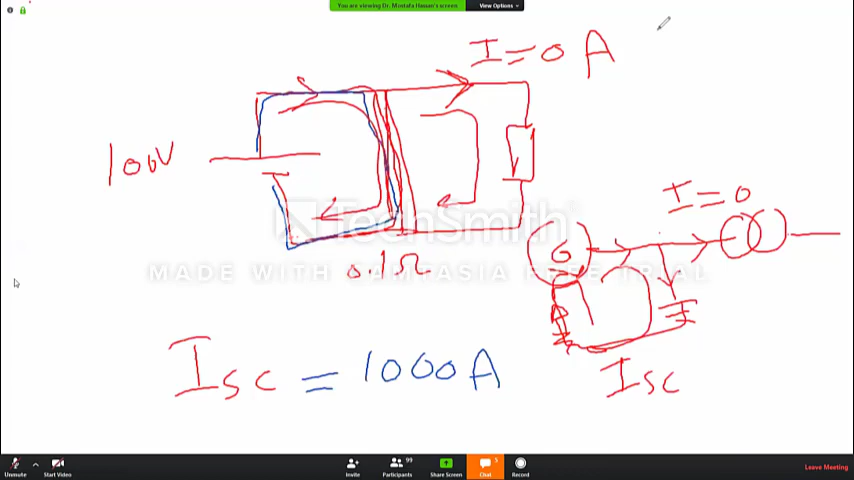 You are viewing Dr. Mostafa Hassan's screen
View Options
I = 0 A
100V
I = 0
TechSmith
G
MADE WITH CAMTASIA FREE TRIAL
0.1Ω
Isc = 1000A
Isc
Unmute
Start Video
Invite
99
Participants
Share Screen
Chat
Record
Leave Meeting